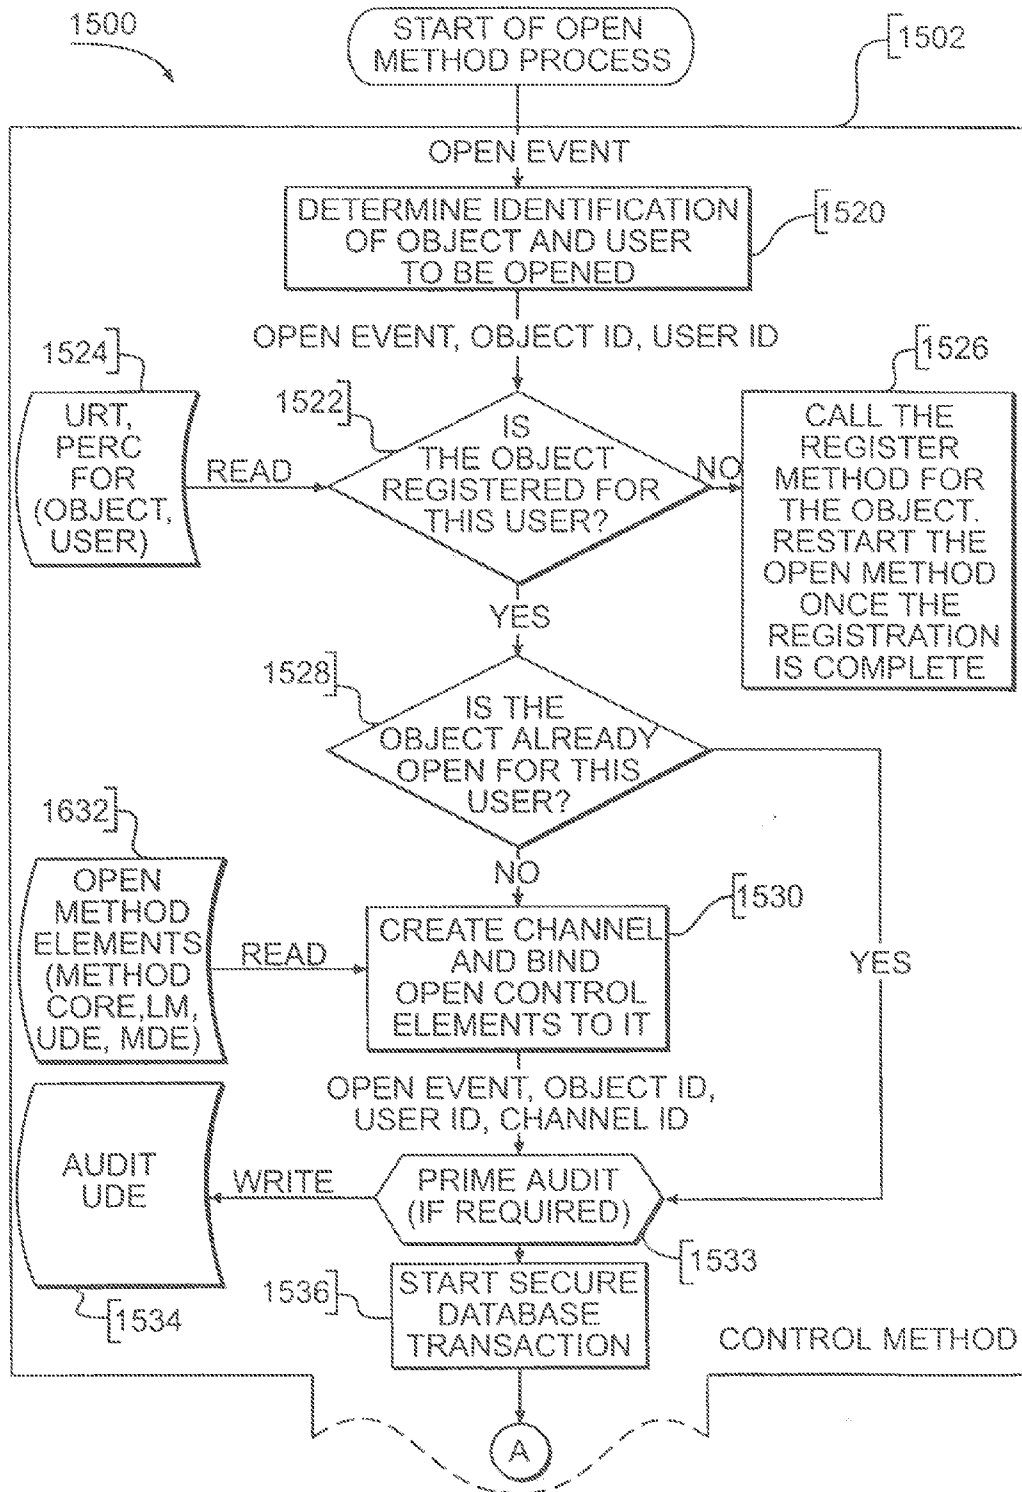 1500
START OF OPEN
METHOD PROCESS
1502
OPEN EVENT
DETERMINE IDENTIFICATION
OF OBJECT AND USER
TO BE OPENED
1520
OPEN EVENT, OBJECT ID, USER ID
1524
URT,
PERC
FOR
(OBJECT,
USER)
READ
1522
IS
THE OBJECT
REGISTERED FOR
THIS USER?
NO
1526
CALL THE
REGISTER
METHOD FOR
THE OBJECT.
RESTART THE
OPEN METHOD
ONCE THE
REGISTRATION
IS COMPLETE
YES
1528
IS THE
OBJECT ALREADY
OPEN FOR THIS
USER?
YES
NO
1632
OPEN
METHOD
ELEMENTS
(METHOD
CORE,LM,
UDE, MDE)
READ
CREATE CHANNEL
AND BIND
OPEN CONTROL
ELEMENTS TO IT
1530
OPEN EVENT, OBJECT ID,
USER ID, CHANNEL ID
AUDIT
UDE
1534
WRITE
PRIME AUDIT
(IF REQUIRED)
1533
1536
START SECURE
DATABASE
TRANSACTION
CONTROL METHOD
A